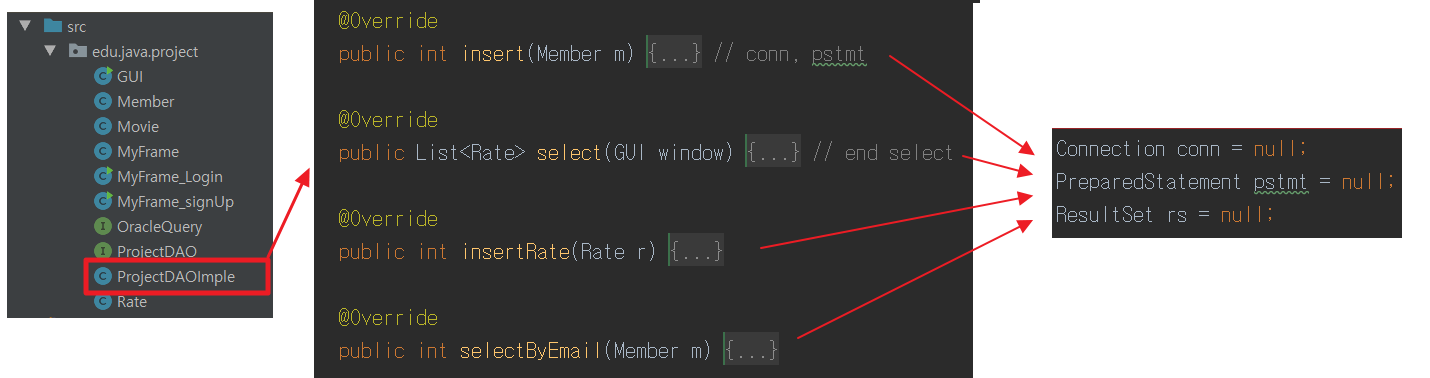 src
edu.java.project
GUI
Member
Movie
MyFrame
MyFrame_Login
MyFrame_signUp
OracleQuery
ProjectDAO
ProjectDAOImple
Rate
@Override
public int insert(Member m) {...} // conn, pstmt
@Override
public List<Rate> select(GUI window) {...} // end select
@Override
public int insertRate(Rate r) {...}
@Override
public int selectByEmail(Member m) {...}
Connection conn = null;
PreparedStatement pstmt = null;
ResultSet rs = null;